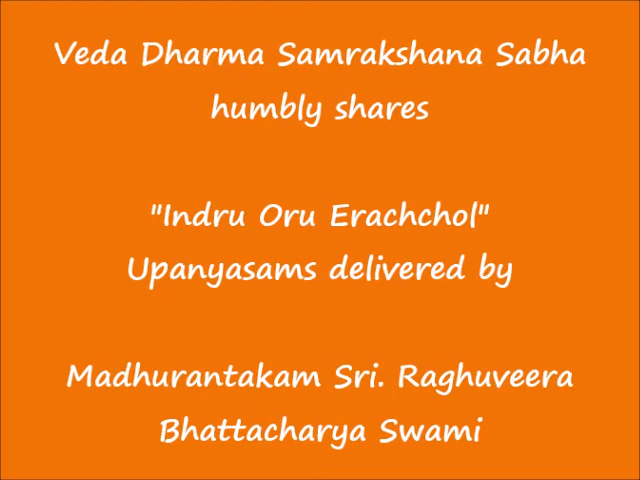 Veda Dharma Samrakshana Sabha
humbly shares
"Indru Oru Erachchol"
Upanyasams delivered by
Madhurantakam Sri. Raghuveera
Bhattacharya Swami